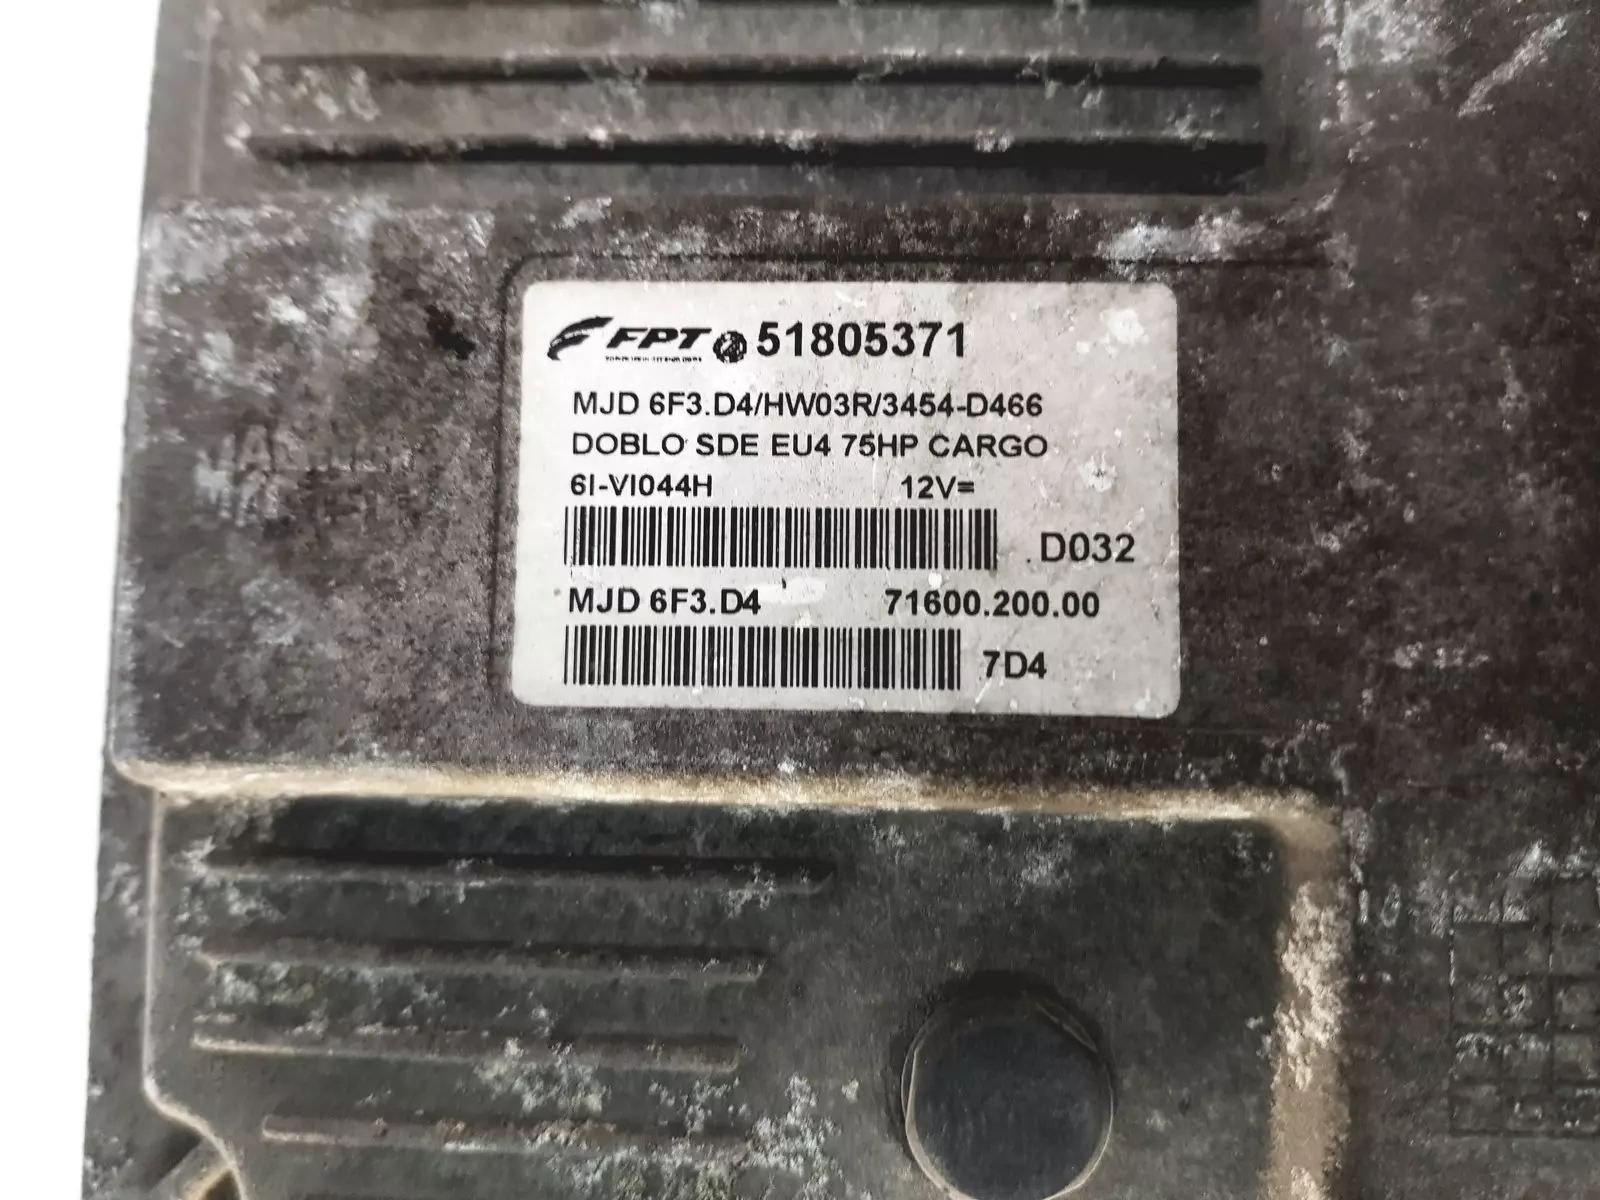 FPT 51805371
MJD 6F3.D4/HW03R/3454-D466
DOBLO SDE EU4 75HP CARGO
6I-VI044H 12V=
D032
MJD 6F3.D4 71600.200.00
7D4